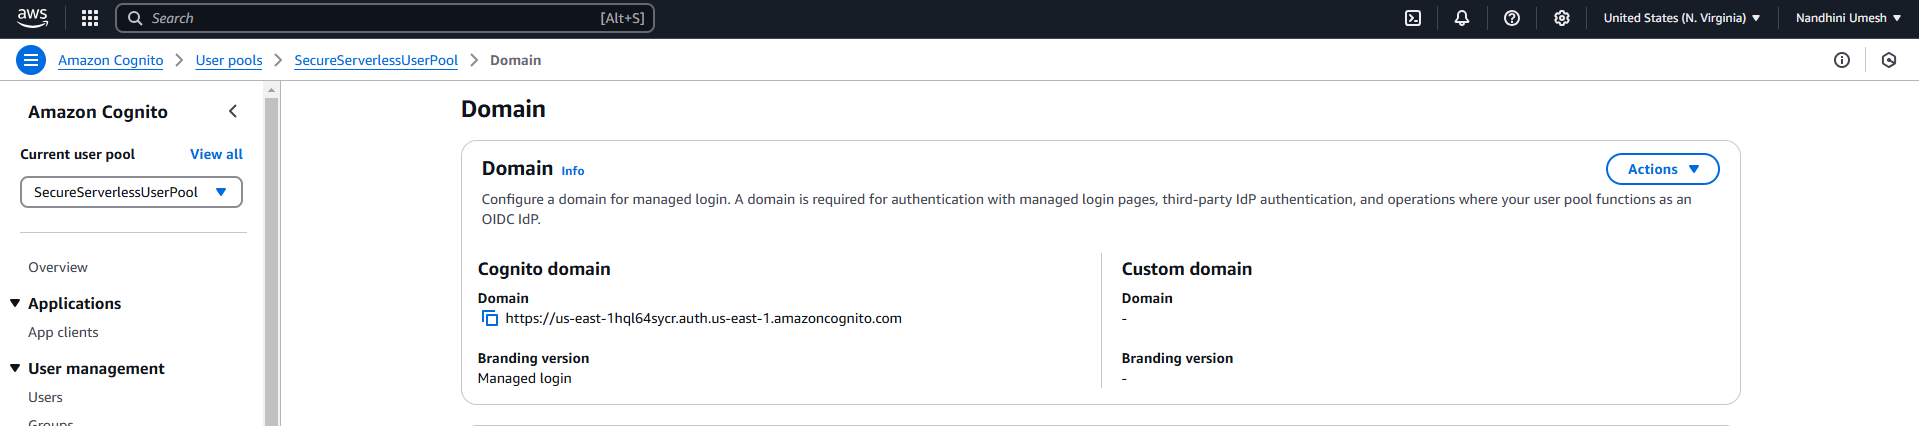 aws
Search [Alt+S]
United States (N. Virginia)
Nandhini Umesh
Amazon Cognito
User pools
SecureServerlessUserPool
Domain
Amazon Cognito
Current user pool
View all
SecureServerlessUserPool
Overview
Applications
App clients
User management
Users
Groups
Domain
Domain Info
Actions
Configure a domain for managed login. A domain is required for authentication with managed login pages, third-party IdP authentication, and operations where your user pool functions as an
OIDC IdP.
Cognito domain
Domain
https://us-east-1hql64sycr.auth.us-east-1.amazoncognito.com
Branding version
Managed login
Custom domain
Domain
-
Branding version
-